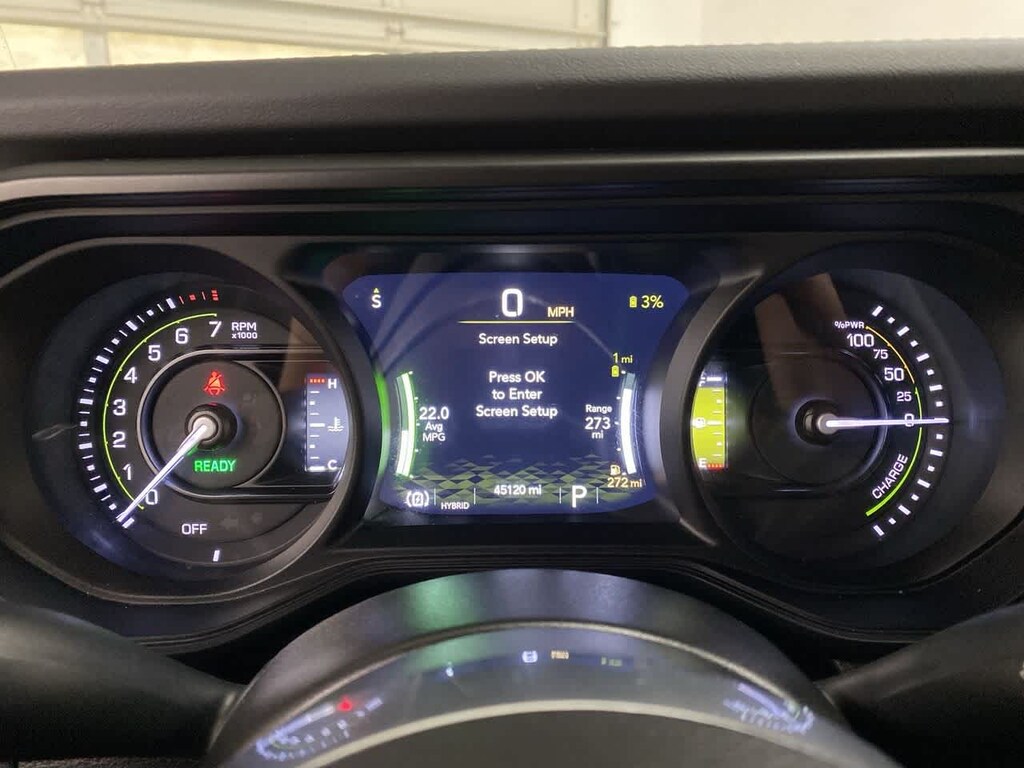 7
6
5
4
3
2
1
0
RPM
x1000
READY
OFF
H
C
S
0 MPH
3%
Screen Setup
Press OK
to Enter
Screen Setup
22.0
Avg
MPG
1 mi
Range
273
mi
272 mi
HYBRID
45120 mi
P
F
E
%PWR
100
75
50
25
0
CHARGE